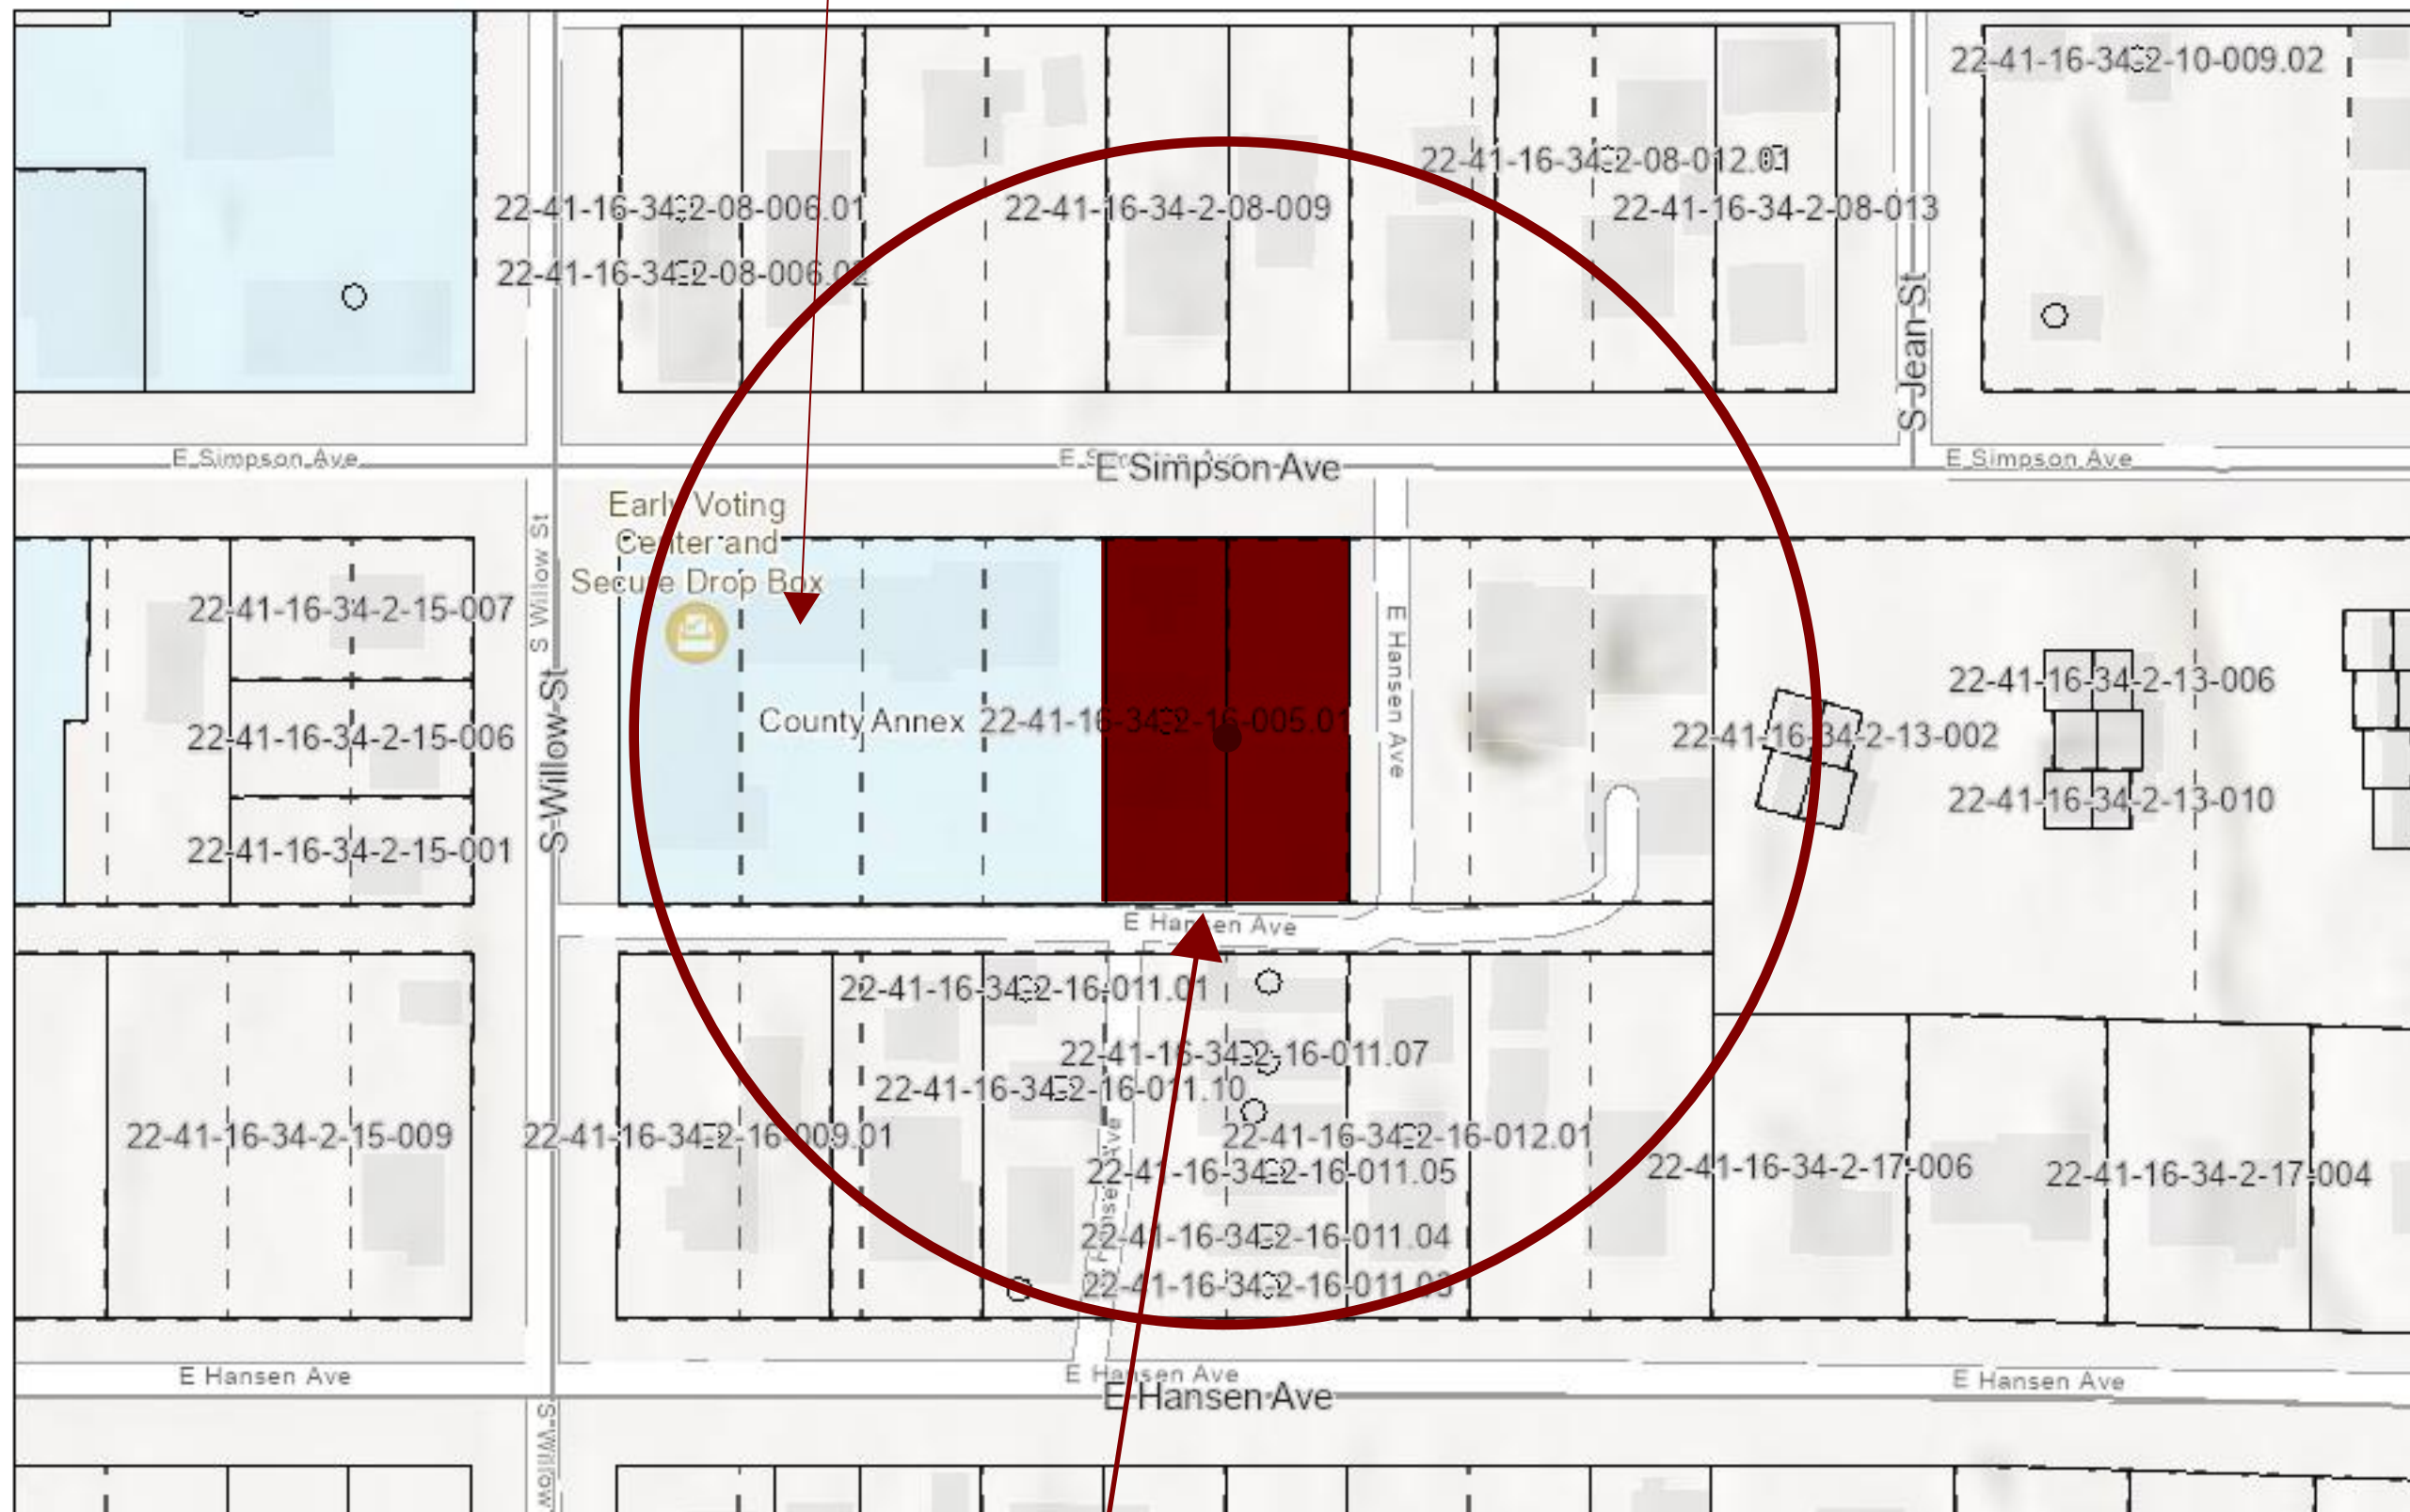 22-41-16-34-2-10-009.02
22-41-16-34-2-08-012.01
22-41-16-34-2-08-006.01
22-41-16-34-2-08-009
22-41-16-34-2-08-013
22-41-16-34-2-08-006.02
S Jean St
E Simpson Ave
E Simpson Ave
E Simpson Ave
Early Voting
Center and
Secure Drop Box
S Willow St
22-41-16-34-2-15-007
E Hansen Ave
22-41-16-34-2-13-006
County Annex
22-41-16-34-2-16-005.01
22-41-16-34-2-15-006
22-41-16-34-2-13-002
S Willow St
22-41-16-34-2-13-010
22-41-16-34-2-15-001
E Hansen Ave
22-41-16-34-2-16-011.01
22-41-16-34-2-16-011.07
22-41-16-34-2-16-011.10
22-41-16-34-2-15-009
22-41-16-34-2-16-009.01
22-41-16-34-2-16-012.01
22-41-16-34-2-16-011.05
22-41-16-34-2-17-006
22-41-16-34-2-17-004
22-41-16-34-2-16-011.04
22-41-16-34-2-16-011.03
E Hansen Ave
E Hansen Ave
E Hansen Ave
E Hansen Ave
S Willow